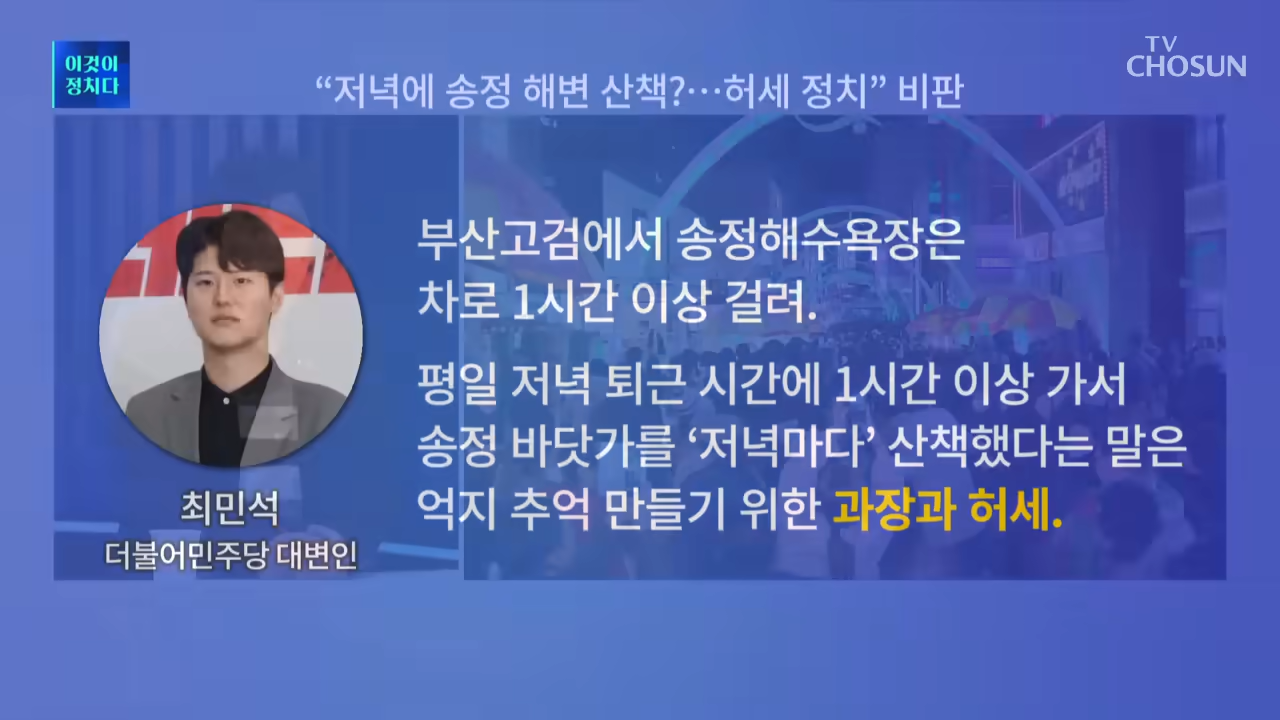 이것이
정치다
TV
CHOSUN
“저녁에 송정 해변 산책?…허세 정치” 비판
부산고검에서 송정해수욕장은
차로 1시간 이상 걸려.
평일 저녁 퇴근 시간에 1시간 이상 가서
송정 바닷가를 ‘저녁마다’ 산책했다는 말은
억지 추억 만들기 위한 과장과 허세.
최민석
더불어민주당 대변인